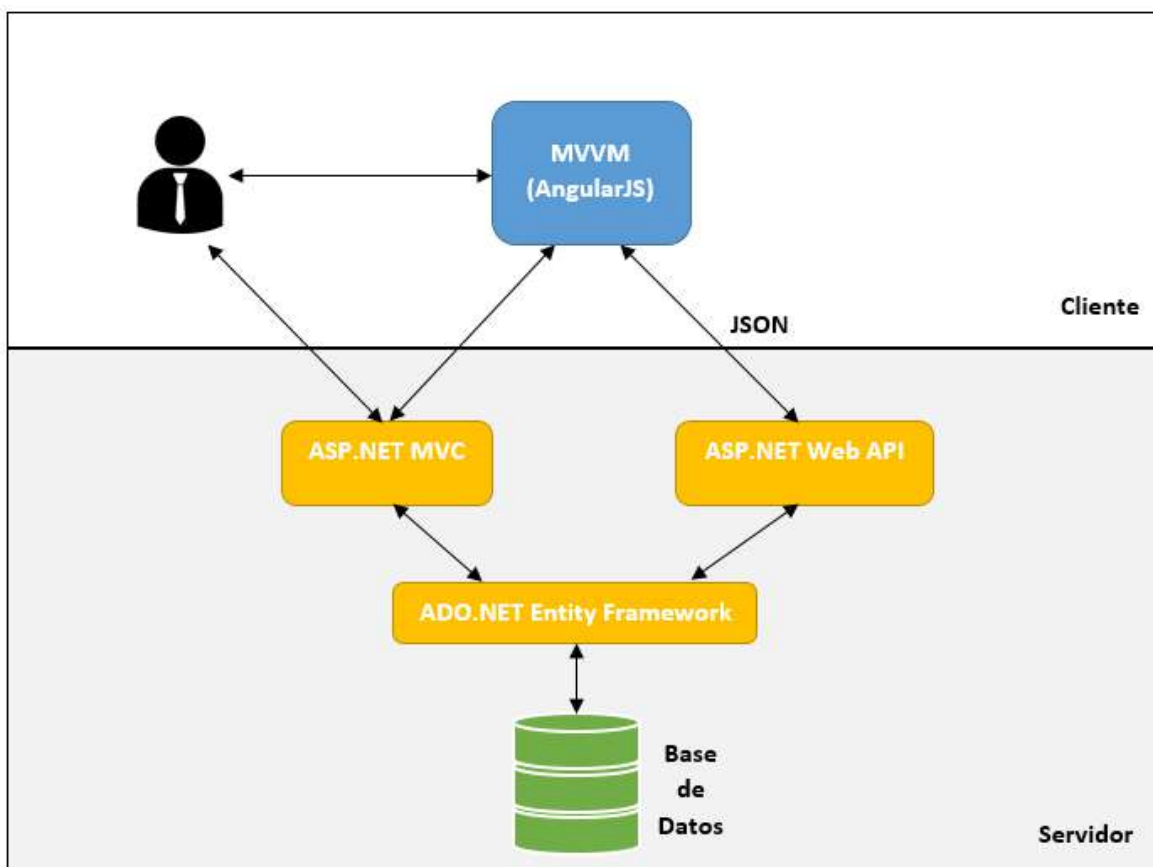 MVVM
(AngularJS)
Cliente
JSON
ASP.NET MVC
ASP.NET Web API
ADO.NET Entity Framework
Base
de
Datos
Servidor